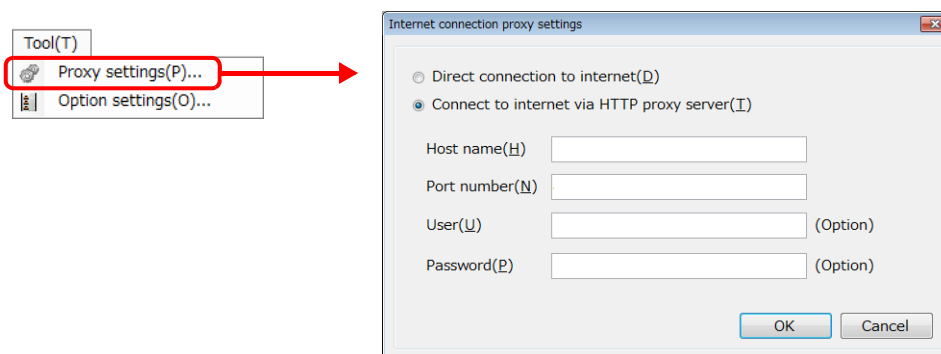 Tool(T)
Proxy settings(P)...
Option settings(O)...
Internet connection proxy settings
Direct connection to internet(D)
Connect to internet via HTTP proxy server(T)
Host name(H)
Port number(N)
User(U) (Option)
Password(P) (Option)
OK Cancel